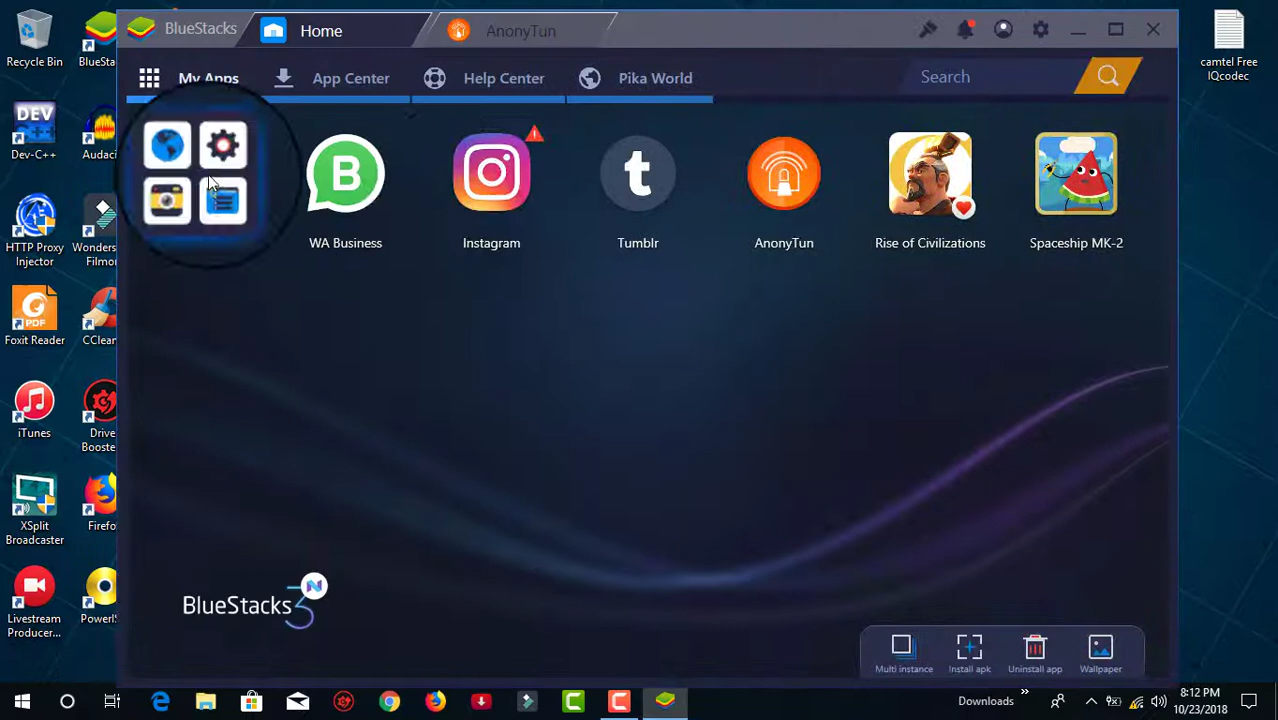 Recycle Bin
BlueSta
Dev-C++
Audaci
HTTP Proxy
Injector
Wonders
Filmor
Foxit Reader
CClean
iTunes
Drive
Booste
XSplit
Broadcaster
Firefo
Livestream
Producer...
PowerIS
BlueStacks
Home
AnonyTun
My Apps
App Center
Help Center
Pika World
Search
WA Business
Instagram
Tumblr
AnonyTun
Rise of Civilizations
Spaceship MK-2
BlueStacks 3 N
Multi instance
Install apk
Uninstall app
Wallpaper
camtel Free
IQcodec
Downloads
8:12 PM
10/23/2018